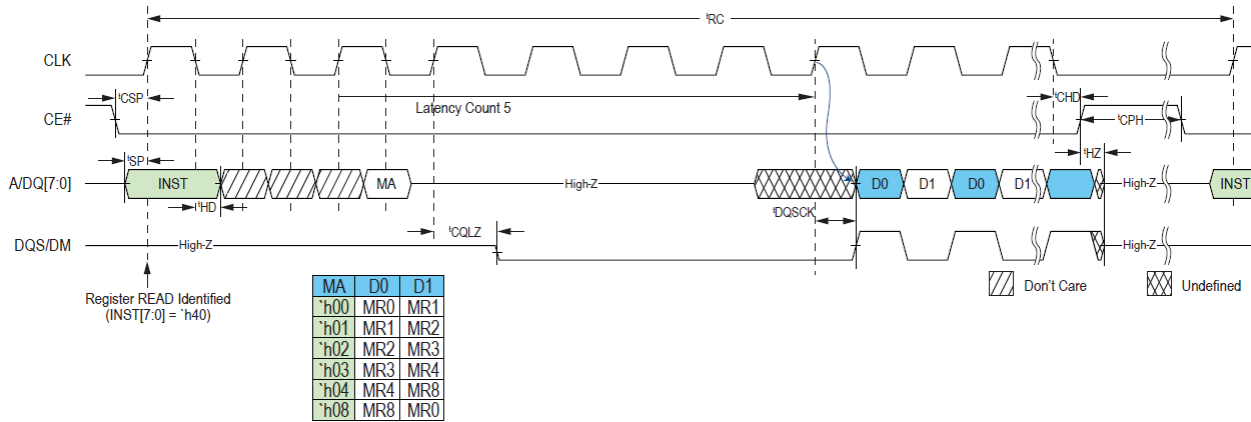 tRC
CLK
tCSP
Latency Count 5
tCHD
CE#
tCPH
tSP
tHZ
A/DQ[7:0]
INST
MA
High-Z
D0
D1
D0
D1
High-Z
INST
tHD
tDQSCK
tCQLZ
DQS/DM
High-Z
High-Z
Register READ Identified
(INST[7:0] = `h40)
Don't Care
Undefined
MA D0 D1
`h00 MR0 MR1
`h01 MR1 MR2
`h02 MR2 MR3
`h03 MR3 MR4
`h04 MR4 MR8
`h08 MR8 MR0